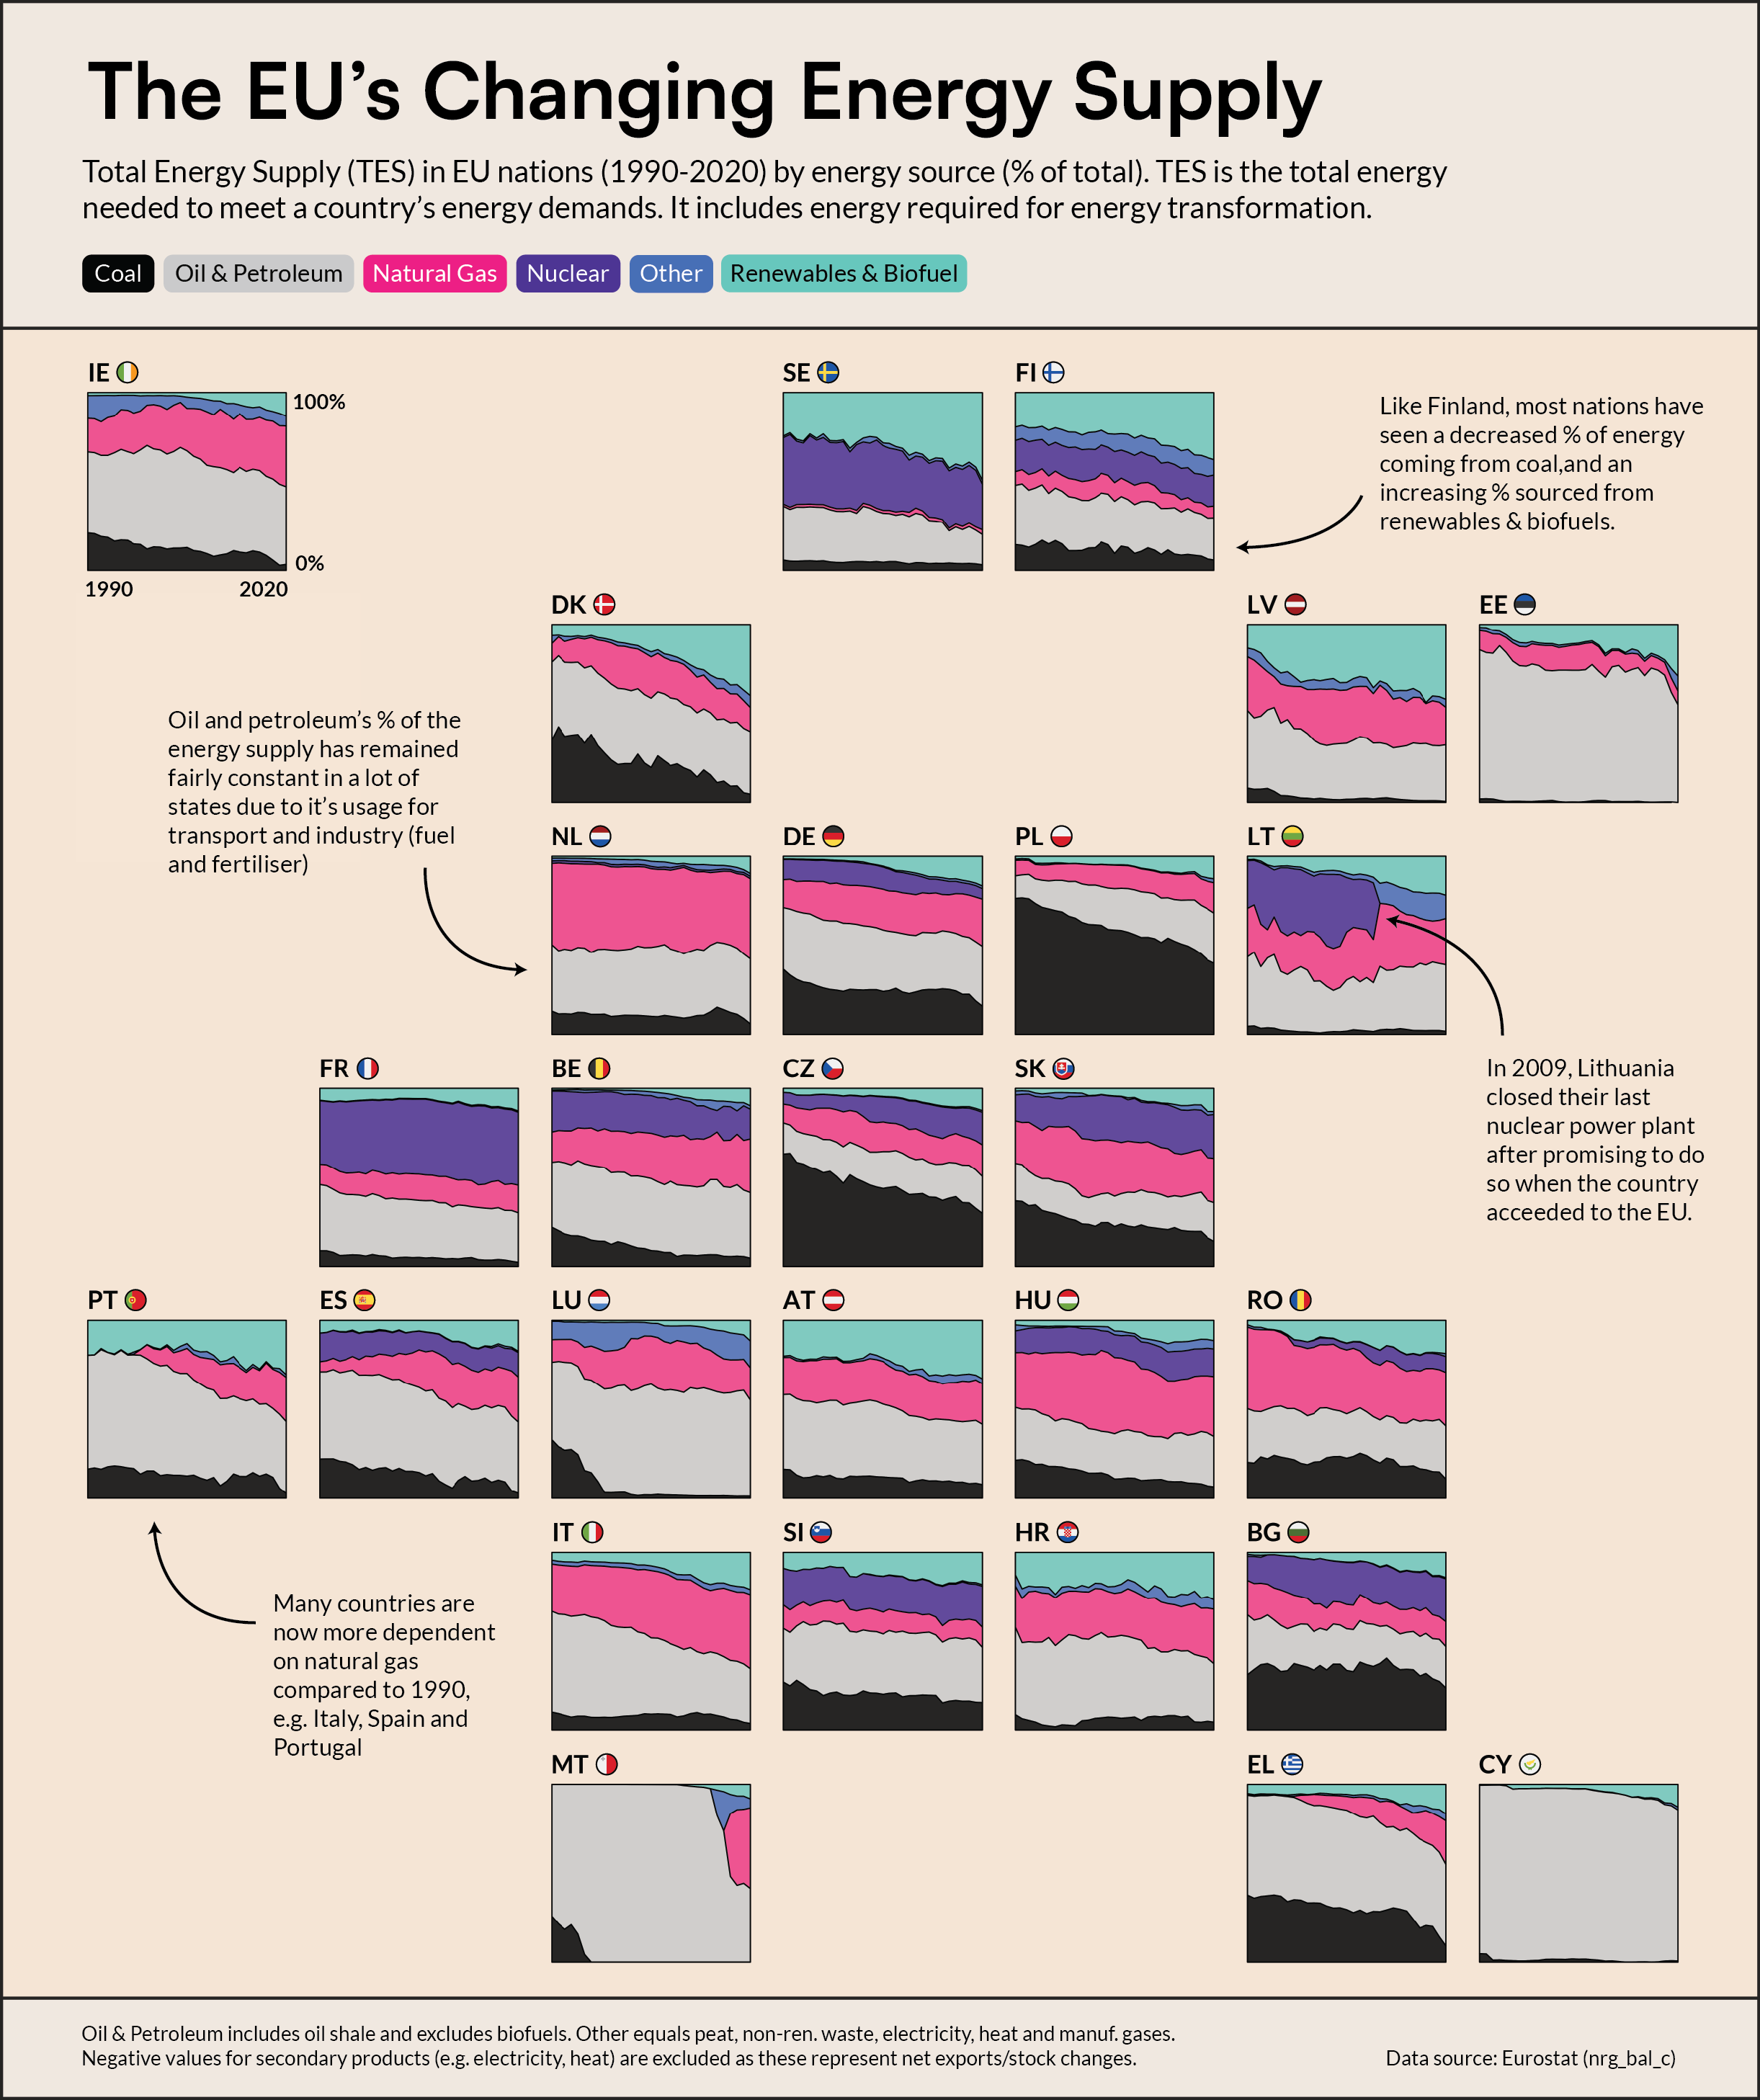 The EU's Changing Energy Supply
Total Energy Supply (TES) in EU nations (1990-2020) by energy source (% of total). TES is the total energy
needed to meet a country's energy demands. It includes energy required for energy transformation.
Coal Oil & Petroleum Natural Gas Nuclear Other Renewables & Biofuel
IE
100%
0%
1990 2020
SE
FI
Like Finland, most nations have
seen a decreased % of energy
coming from coal,and an
increasing % sourced from
renewables & biofuels.
DK
LV
EE
Oil and petroleum's % of the
energy supply has remained
fairly constant in a lot of
states due to it's usage for
transport and industry (fuel
and fertiliser)
NL
DE
PL
LT
In 2009, Lithuania
closed their last
nuclear power plant
after promising to do
so when the country
acceeded to the EU.
FR
BE
CZ
SK
PT
ES
LU
AT
HU
RO
Many countries are
now more dependent
on natural gas
compared to 1990,
e.g. Italy, Spain and
Portugal
IT
SI
HR
BG
MT
EL
CY
Oil & Petroleum includes oil shale and excludes biofuels. Other equals peat, non-ren. waste, electricity, heat and manuf. gases.
Negative values for secondary products (e.g. electricity, heat) are excluded as these represent net exports/stock changes.
Data source: Eurostat (nrg_bal_c)